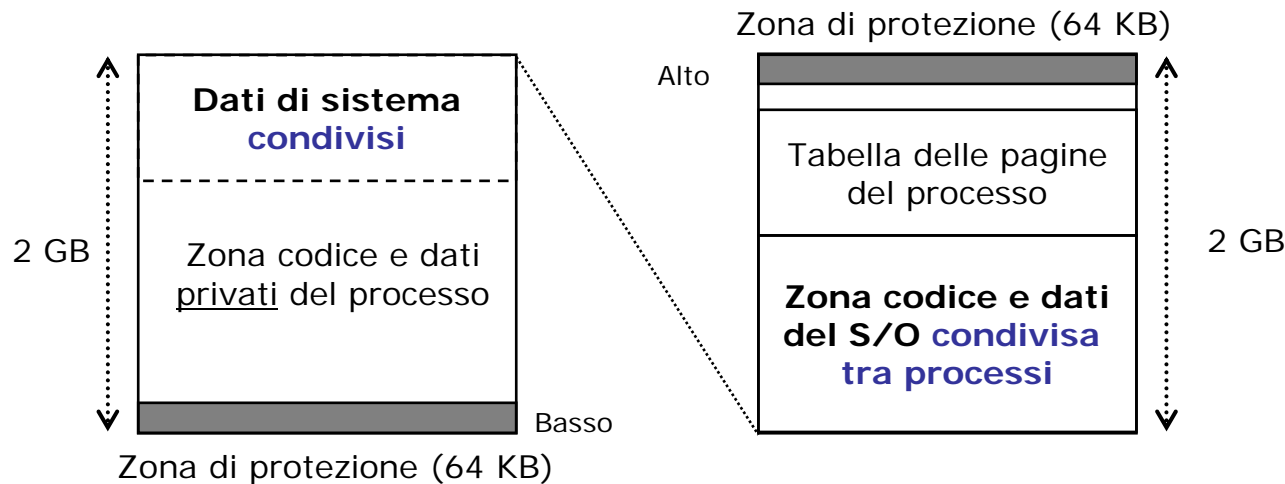 Dati di sistema
condivisi
2 GB
Zona codice e dati
privati del processo
Basso
Zona di protezione (64 KB)
Zona di protezione (64 KB)
Alto
Tabella delle pagine
del processo
2 GB
Zona codice e dati
del S/O condivisa
tra processi